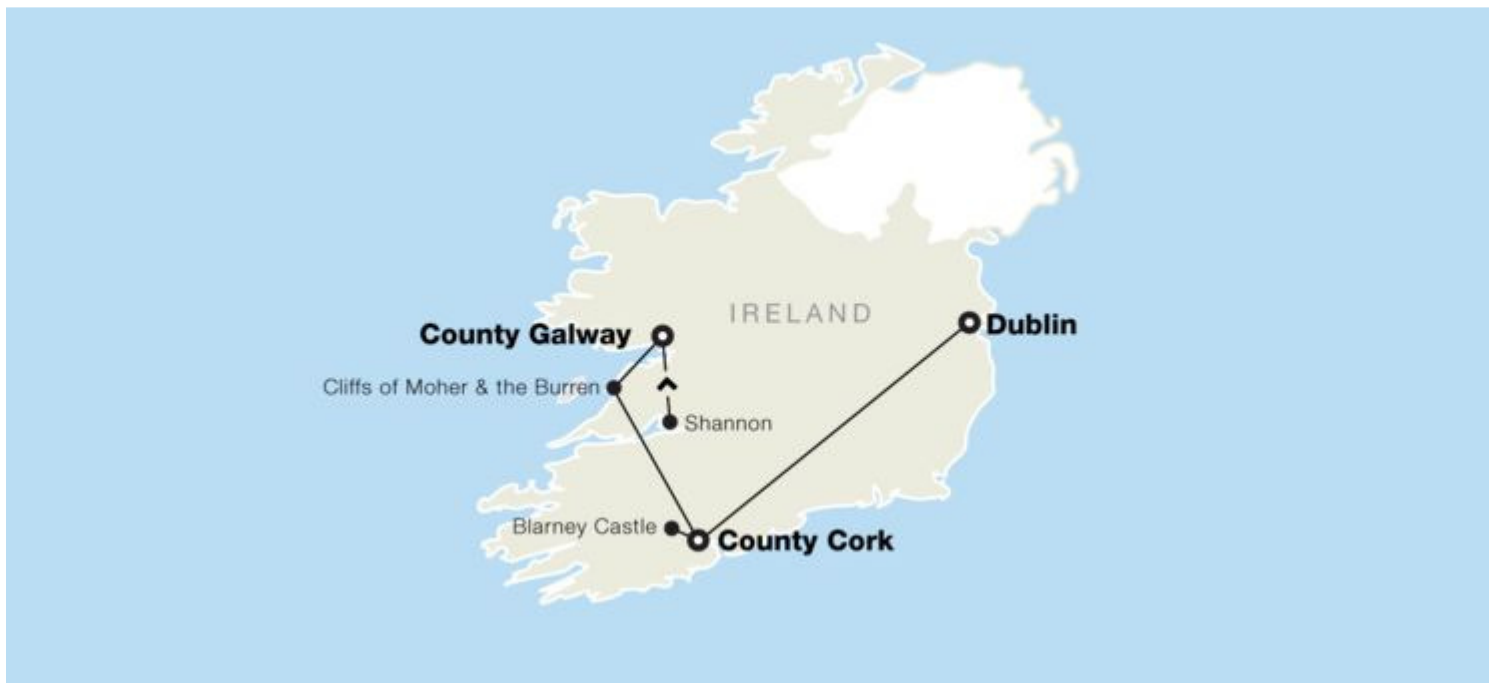 IRELAND
County Galway
Dublin
Cliffs of Moher & the Burren
Shannon
Blarney Castle
County Cork